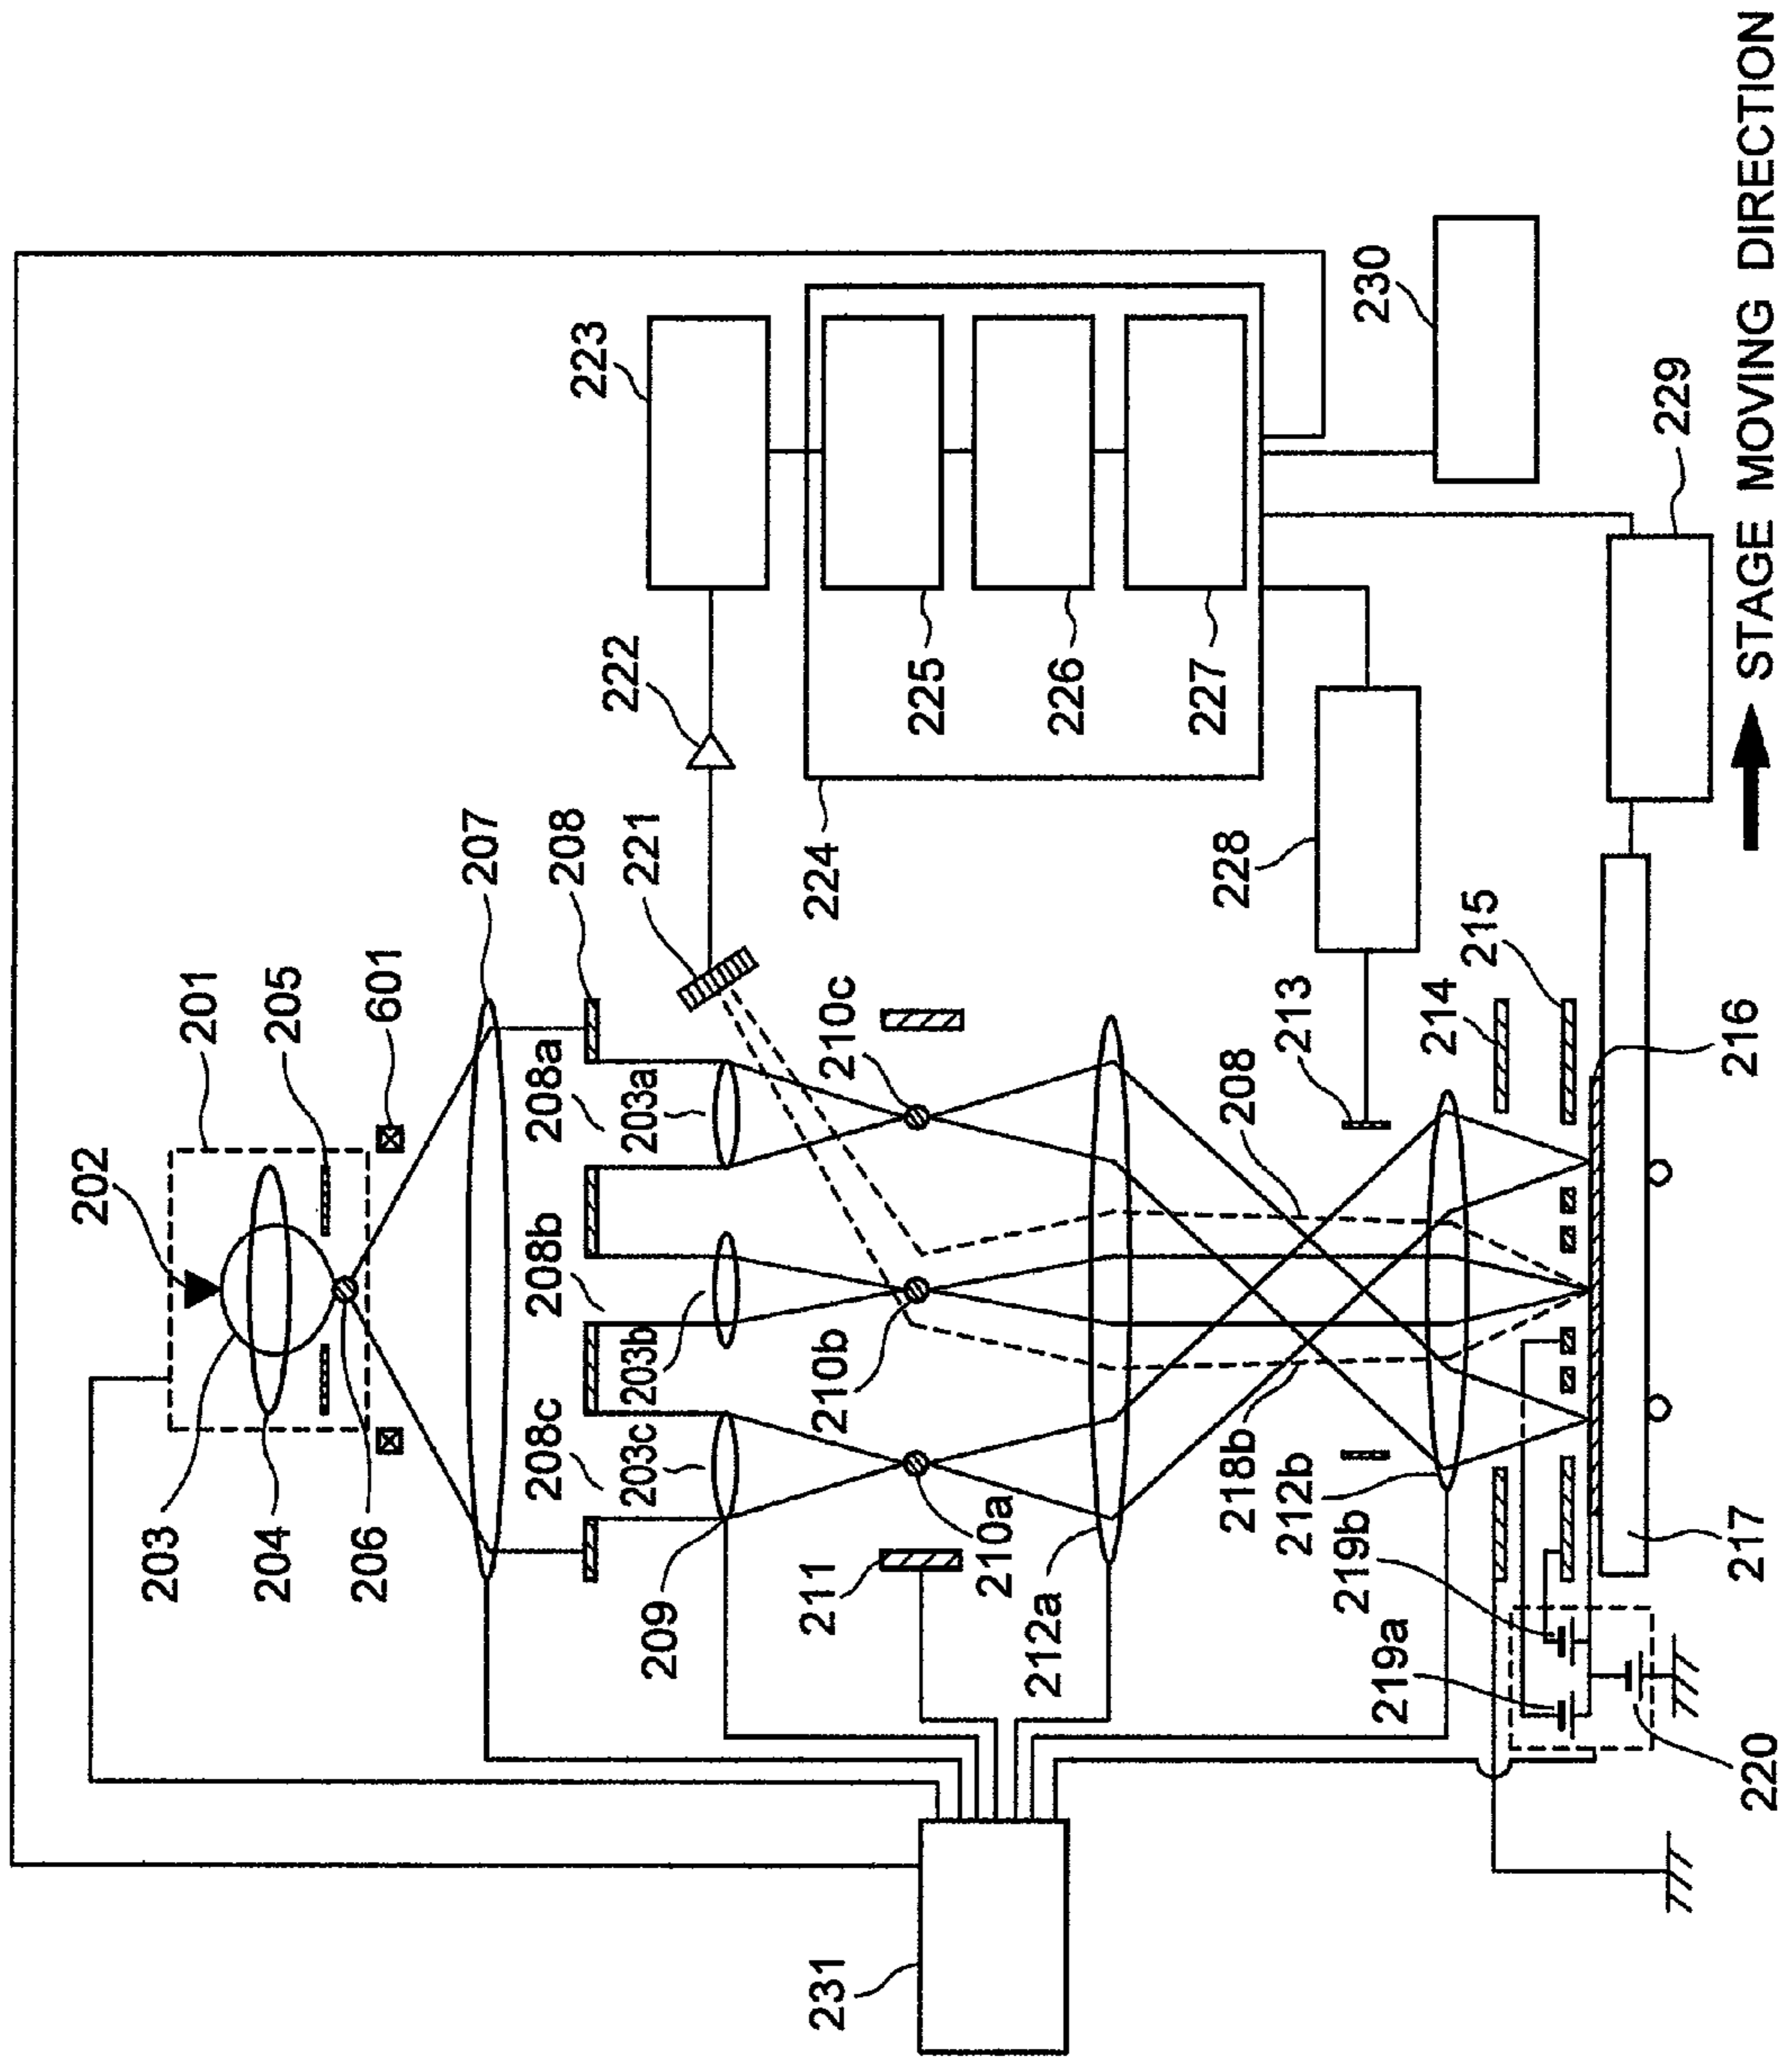 202
201
205
601
203
204
206
207
208
208a
208b
208c
203a
203b
203c
221
222
223
209
210c
210b
210a
211
224
225
226
227
212a
213
228
208
218b
212b
214
215
230
229
219b
219a
216
217
220
231
STAGE MOVING DIRECTION